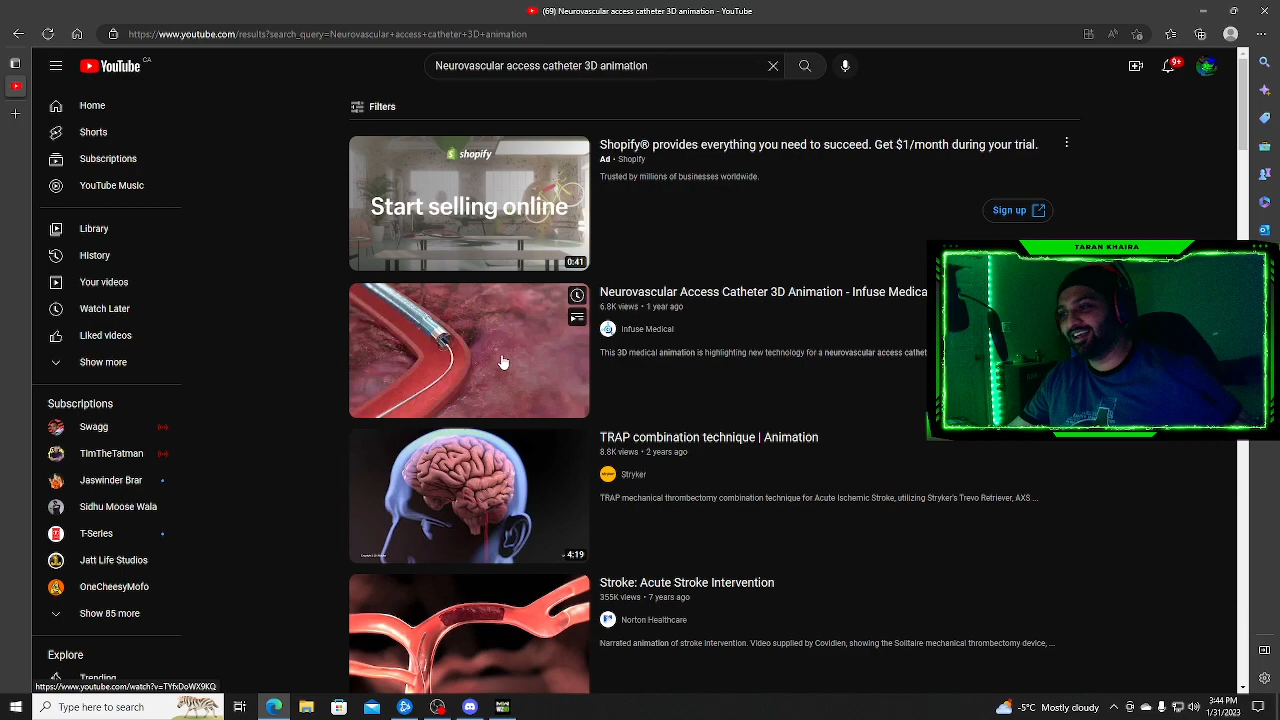 (69) Neurovascular access catheter 3D animation - YouTube
https://www.youtube.com/results?search_query=Neurovascular+access+catheter+3D+animation
YouTube CA
Neurovascular access catheter 3D animation
9+
Home
Shorts
Subscriptions
YouTube Music
Library
History
Your videos
Watch Later
Liked videos
Show more
Subscriptions
Swagg
TimTheTatman
Jaswinder Brar
Sidhu Moose Wala
T-Series
Jatt Life Studios
OneCheesyMofo
Show 85 more
Explore
Trending
Filters
shopify
Start selling online
0:41
Shopify® provides everything you need to succeed. Get $1/month during your trial.
Ad · Shopify
Trusted by millions of businesses worldwide.
Sign up
Neurovascular Access Catheter 3D Animation - Infuse Medica
6.8K views • 1 year ago
Infuse Medical
This 3D medical animation is highlighting new technology for a neurovascular access cathet
TARAN KHAIRA
4:19
TRAP combination technique | Animation
8.8K views • 2 years ago
Stryker
TRAP mechanical thrombectomy combination technique for Acute Ischemic Stroke, utilizing Stryker's Trevo Retriever, AXS ...
Stroke: Acute Stroke Intervention
355K views • 7 years ago
Norton Healthcare
Narrated animation of stroke intervention. Video supplied by Covidien, showing the Solitaire mechanical thrombectomy device, ...
https://www.youtube.com/watch?v=TYfxDoWX9KQ
Type here to search
-5°C Mostly cloudy
3:44 PM
1/31/2023